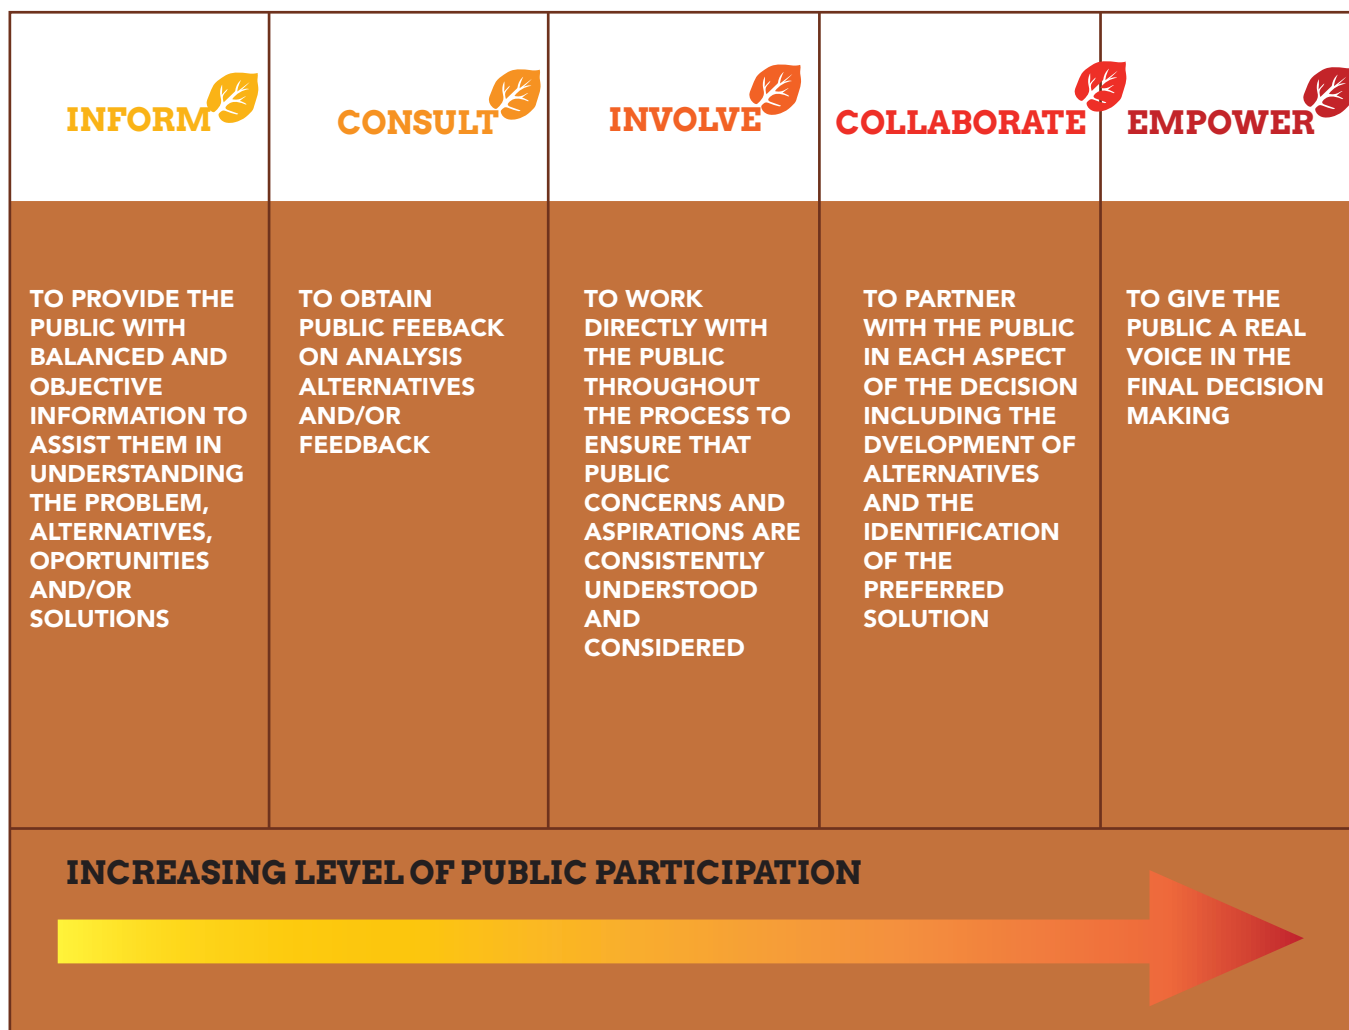 INFORM
CONSULT
INVOLVE
COLLABORATE
EMPOWER
TO PROVIDE THE
PUBLIC WITH
BALANCED AND
OBJECTIVE
INFORMATION TO
ASSIST THEM IN
UNDERSTANDING
THE PROBLEM,
ALTERNATIVES,
OPORTUNITIES
AND/OR
SOLUTIONS
TO OBTAIN
PUBLIC FEEBACK
ON ANALYSIS
ALTERNATIVES
AND/OR
FEEDBACK
TO WORK
DIRECTLY WITH
THE PUBLIC
THROUGHOUT
THE PROCESS TO
ENSURE THAT
PUBLIC
CONCERNS AND
ASPIRATIONS ARE
CONSISTENTLY
UNDERSTOOD
AND
CONSIDERED
TO PARTNER
WITH THE PUBLIC
IN EACH ASPECT
OF THE DECISION
INCLUDING THE
DVELOPMENT OF
ALTERNATIVES
AND THE
IDENTIFICATION
OF THE
PREFERRED
SOLUTION
TO GIVE THE
PUBLIC A REAL
VOICE IN THE
FINAL DECISION
MAKING
INCREASING LEVEL OF PUBLIC PARTICIPATION